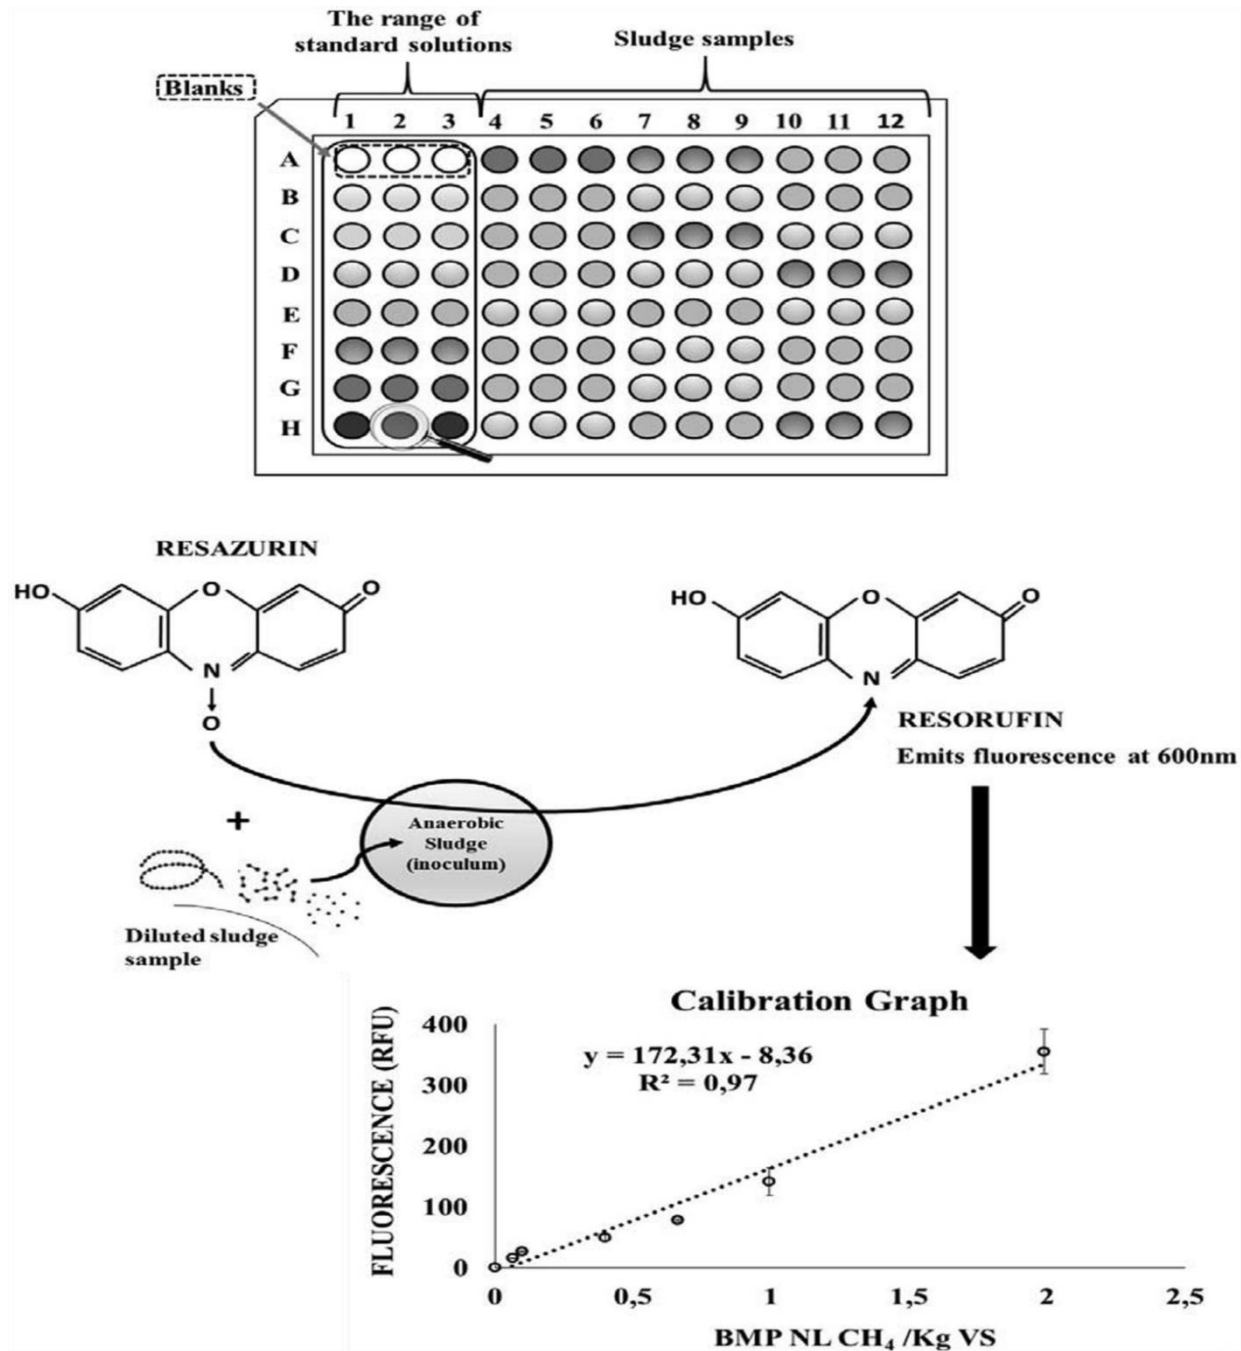 The range of
standard solutions
Sludge samples
Blanks
1 2 3 4 5 6 7 8 9 10 11 12
A
B
C
D
E
F
G
H
RESAZURIN
HO O O
N
O
HO O O
N
RESORUFIN
Emits fluorescence at 600nm
+
Anaerobic
Sludge
(inoculum)
Diluted sludge
sample
Calibration Graph
y = 172,31x - 8,36
R² = 0,97
FLUORESCENCE (RFU)
400
300
200
100
0
0 0,5 1 1,5 2 2,5
BMP NL CH₄ /Kg VS